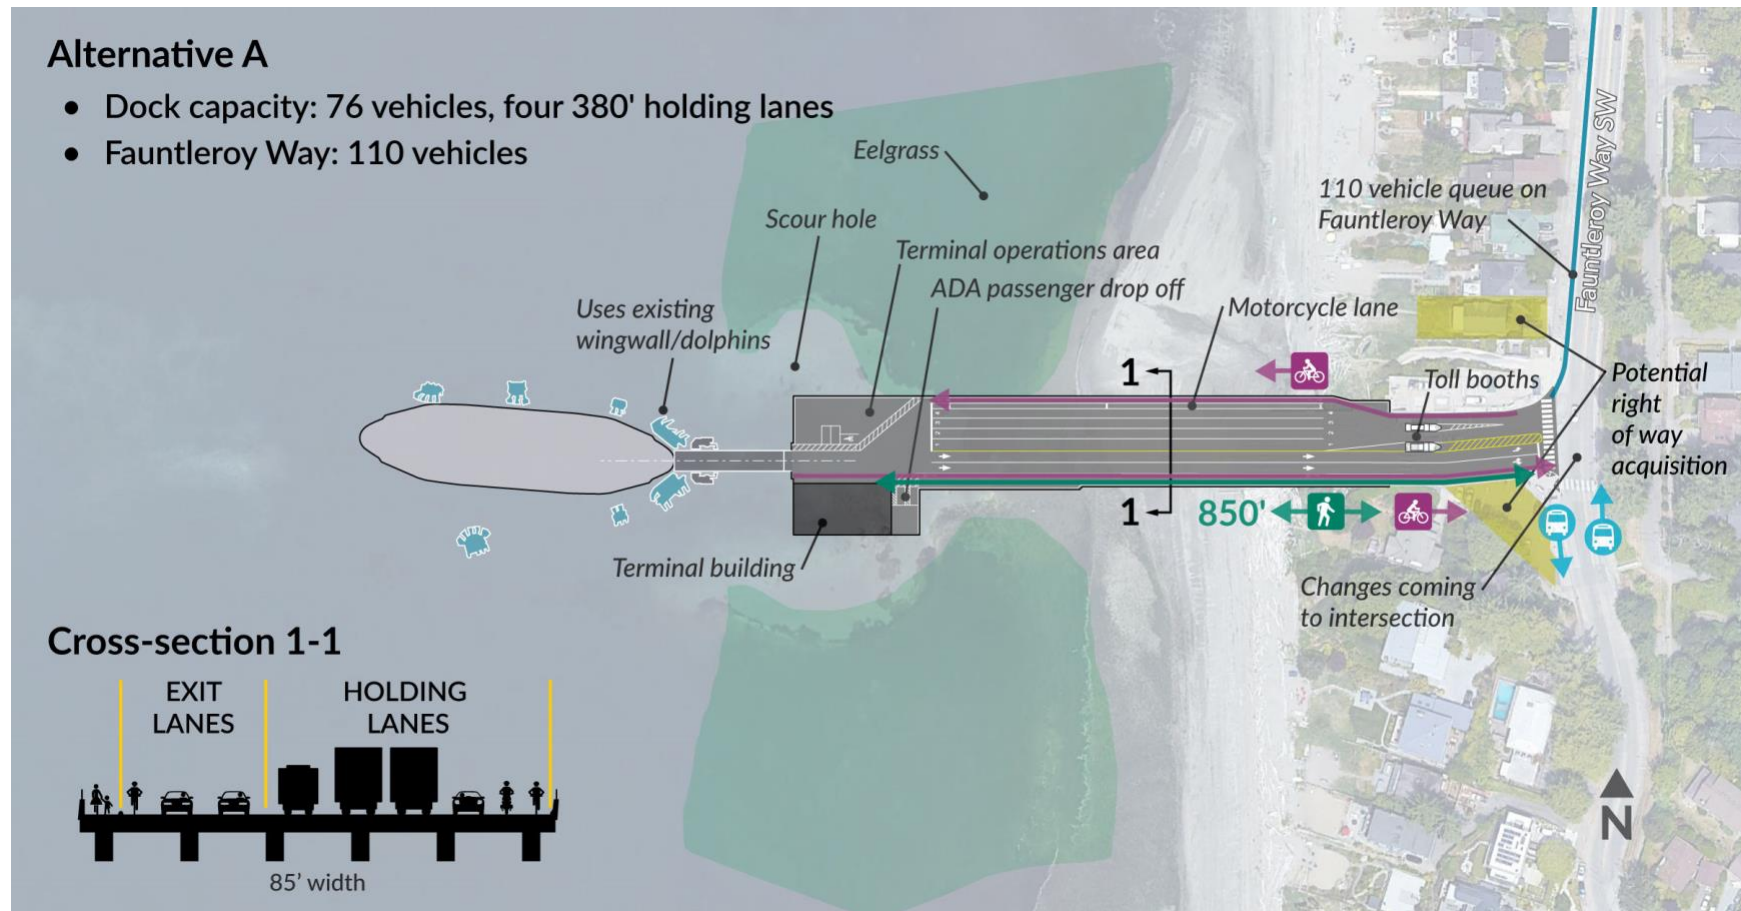 Alternative A
• Dock capacity: 76 vehicles, four 380' holding lanes
• Fauntleroy Way: 110 vehicles
Eelgrass
Scour hole
Terminal operations area
ADA passenger drop off
Uses existing
wingwall/dolphins
Motorcycle lane
110 vehicle queue on
Fauntleroy Way
Fauntleroy Way SW
Toll booths
Potential
right
of way
acquisition
1
1
850'
Terminal building
Changes coming
to intersection
Cross-section 1-1
EXIT
LANES
HOLDING
LANES
85’ width
N